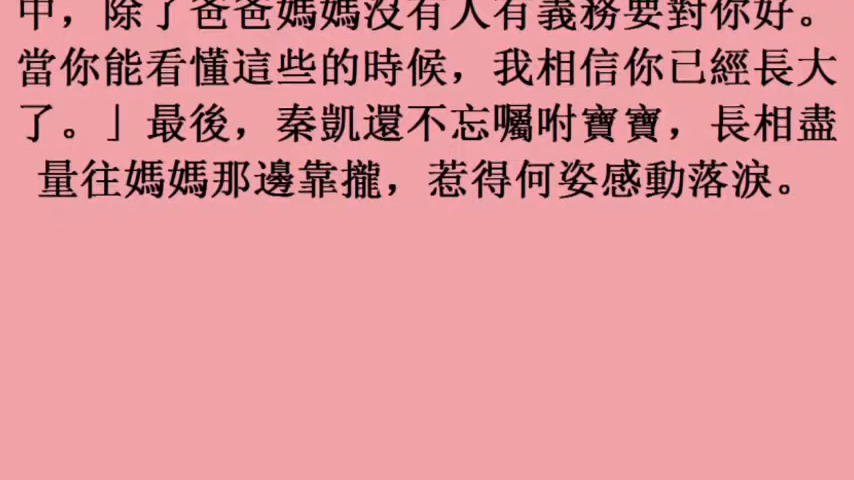 中，除了爸爸媽媽沒有人有義務要對你好。
當你能看懂這些的時候，我相信你已經長大
了。」最後，秦凱還不忘囑咐寶寶，長相盡
量往媽媽那邊靠攏，惹得何姿感動落淚。